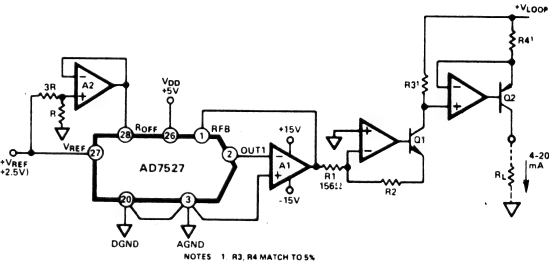 +VLOOP
R4¹
A2
3R
R
VDD
+5V
R3¹
Q2
28
ROFF
26
1
RFB
+15V
Q1
VREF
27
+VREF
+2.5V)
AD7527
2
OUT1
A1
R1
156Ω
R2
4-20
mA
RL
-15V
20
3
DGND
AGND
NOTES 1. R3, R4 MATCH TO 5%